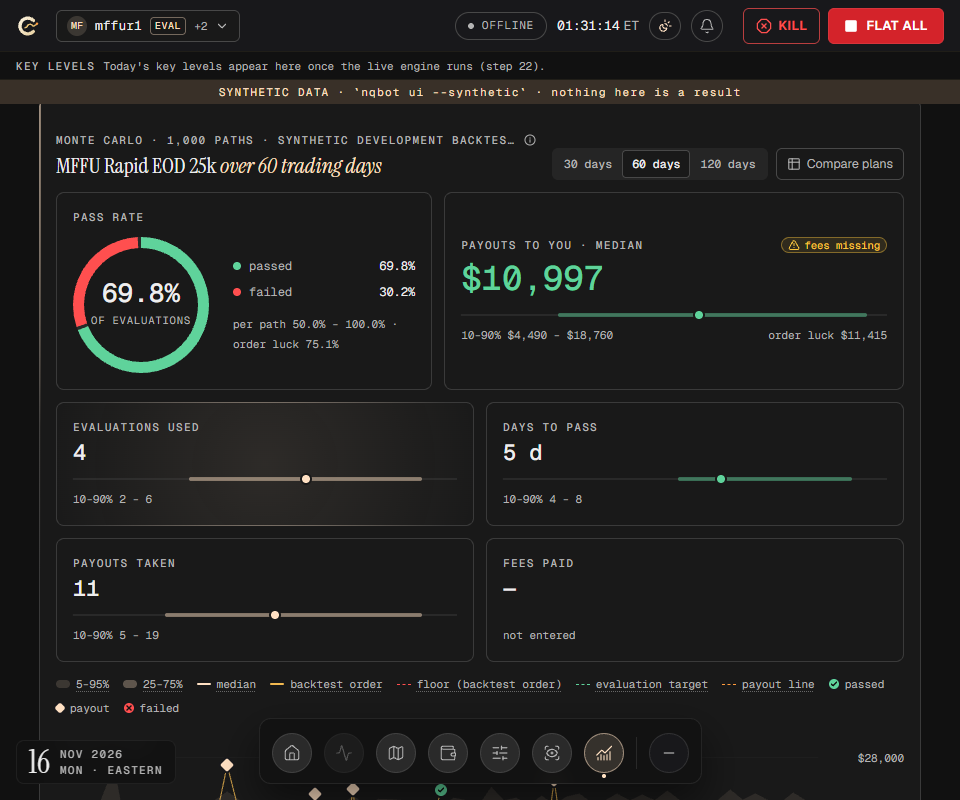 MF mffur1 EVAL +2 OFFLINE 01:31:14 ET KILL FLAT ALL
KEY LEVELS Today's key levels appear here once the live engine runs (step 22).
SYNTHETIC DATA · `nqbot ui --synthetic` · nothing here is a result
MONTE CARLO · 1,000 PATHS · SYNTHETIC DEVELOPMENT BACKTES…
MFFU Rapid EOD 25k over 60 trading days
30 days 60 days 120 days Compare plans
PASS RATE
69.8%
OF EVALUATIONS
passed 69.8%
failed 30.2%
per path 50.0% – 100.0% ·
order luck 75.1%
PAYOUTS TO YOU · MEDIAN fees missing
$10,997
10–90% $4,490 – $18,760 order luck $11,415
EVALUATIONS USED
4
10–90% 2 – 6
DAYS TO PASS
5 d
10–90% 4 – 8
PAYOUTS TAKEN
11
10–90% 5 – 19
FEES PAID
—
not entered
5–95% 25–75% median backtest order floor (backtest order) evaluation target payout line passed
payout failed
$28,000
16 NOV 2026
MON · EASTERN